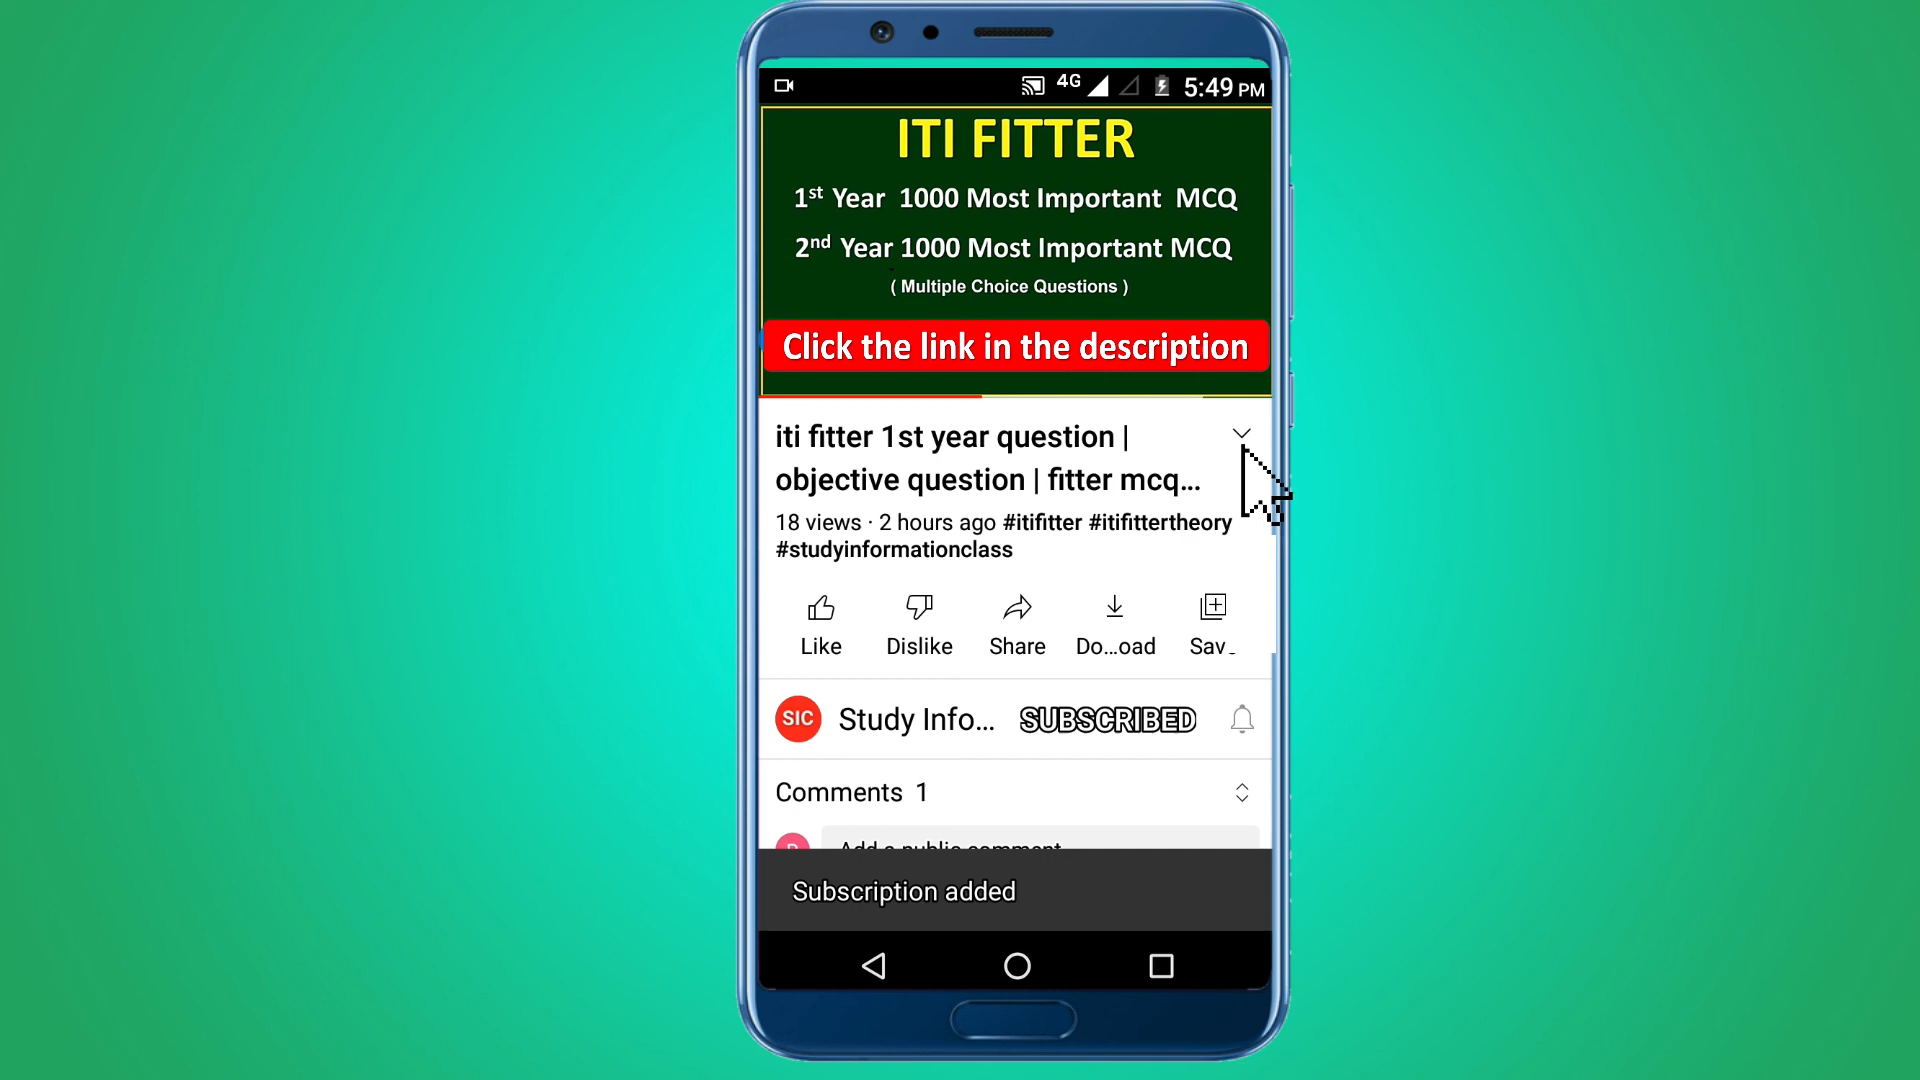 4G 5:49 PM
ITI FITTER
1st Year 1000 Most Important MCQ
2nd Year 1000 Most Important MCQ
( Multiple Choice Questions )
Click the link in the description
iti fitter 1st year question |
objective question | fitter mcq...
18 views · 2 hours ago #itifitter #itifittertheory
#studyinformationclass
Like Dislike Share Do...oad Sav
SIC Study Info... SUBSCRIBED
Comments 1
Add a public comment
Subscription added